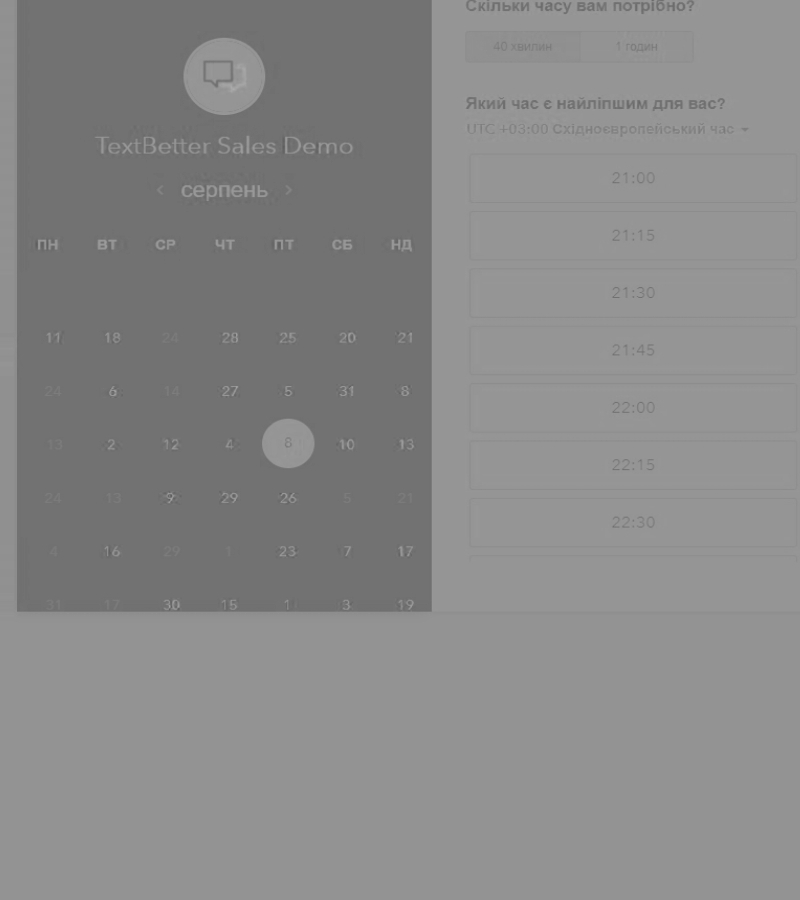 TextBetter Sales Demo
‹ серпень ›
ПН ВТ СР ЧТ ПТ СБ НД
11 18 24 28 25 20 21
24 6 14 27 5 31 8
13 2 12 4 8 10 13
24 13 9 29 26 5 21
4 16 29 1 23 7 17
31 17 30 15 1 3 19
Скільки часу вам потрібно?
40 хвилин 1 годин
Який час є найліпшим для вас?
UTC +03:00 Східноєвропейський час
21:00
21:15
21:30
21:45
22:00
22:15
22:30